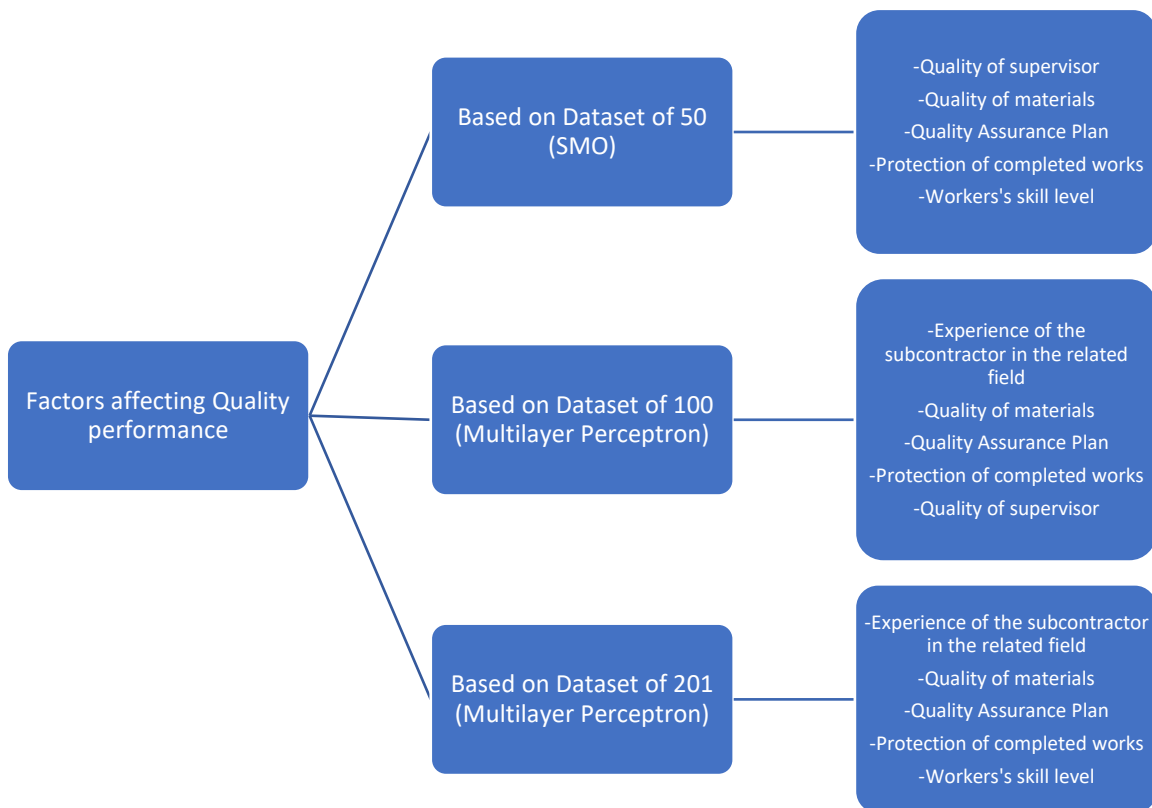 Factors affecting Quality
performance
Based on Dataset of 50
(SMO)
-Quality of supervisor
-Quality of materials
-Quality Assurance Plan
-Protection of completed works
-Workers's skill level
Based on Dataset of 100
(Multilayer Perceptron)
-Experience of the
subcontractor in the related
field
-Quality of materials
-Quality Assurance Plan
-Protection of completed works
-Quality of supervisor
Based on Dataset of 201
(Multilayer Perceptron)
-Experience of the subcontractor
in the related field
-Quality of materials
-Quality Assurance Plan
-Protection of completed works
-Workers's skill level